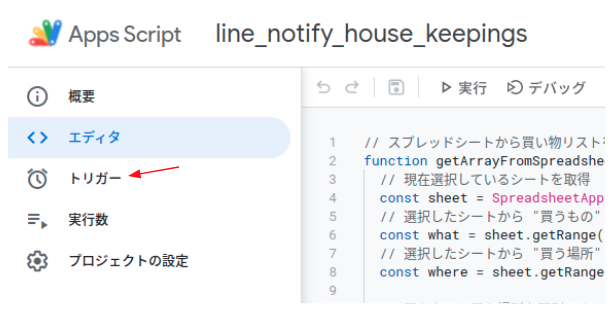 Apps Script line_notify_house_keepings
概要
エディタ
トリガー
実行数
プロジェクトの設定
実行 デバッグ
1 // スプレッドシートから買い物リスト
2 function getArrayFromSpreadshe
3 // 現在選択しているシートを取得
4 const sheet = SpreadsheetApp
5 // 選択したシートから "買うもの"
6 const what = sheet.getRange(
7 // 選択したシートから "買う場所"
8 const where = sheet.getRange
9